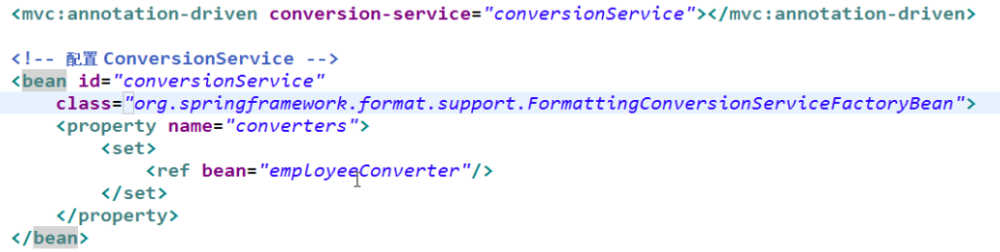 <mvc:annotation-driven conversion-service="conversionService"></mvc:annotation-driven>
<!-- 配置 ConversionService -->
<bean id="conversionService"
class="org.springframework.format.support.FormattingConversionServiceFactoryBean">
<property name="converters">
<set>
<ref bean="employeeConverter"/>
</set>
</property>
</bean>